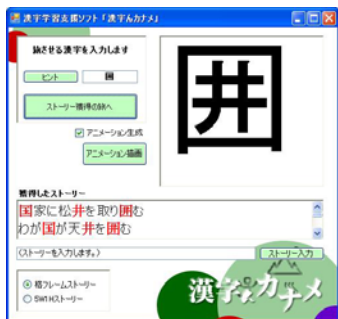 漢字学習支援ソフト「漢字んカナメ」
旅させる漢字を入力します
ヒント
囲
ストーリー獲得の旅へ
アニメーション生成
アニメーション描画
囲
獲得したストーリー
国家に松井を取り囲む
わが国が天井を囲む
(ストーリーを入力します。)
ストーリー入力
格フレームストーリー
5W1Hストーリー
漢字んカナメ